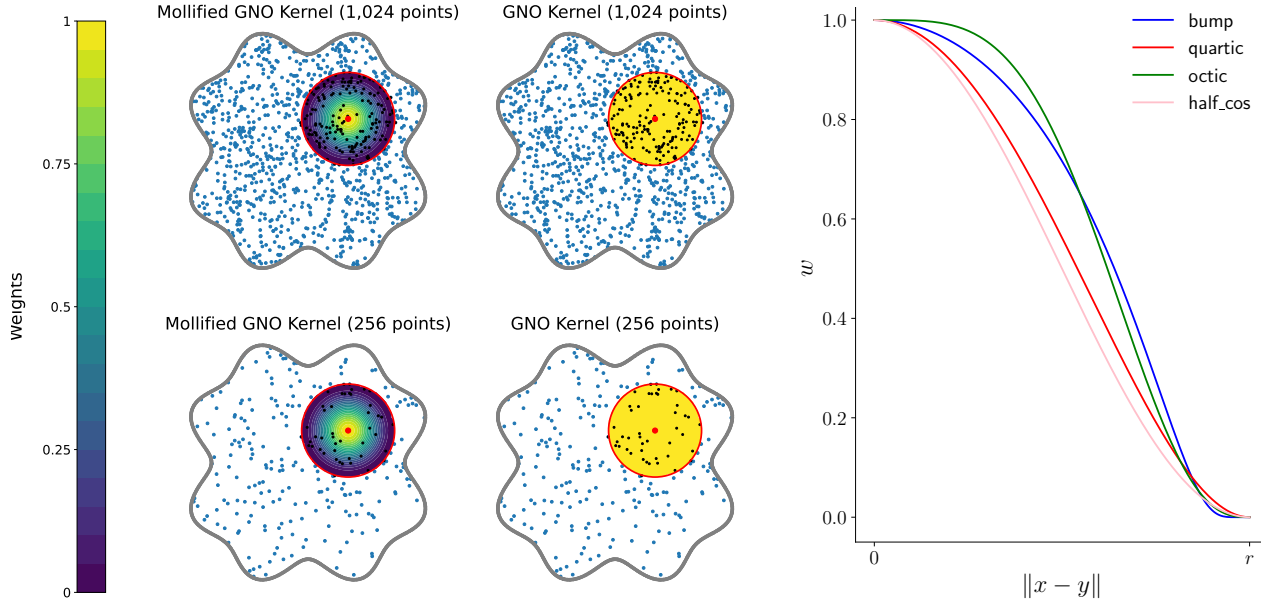 Mollified GNO Kernel (1,024 points)
GNO Kernel (1,024 points)
Mollified GNO Kernel (256 points)
GNO Kernel (256 points)
Weights
1
0.75
0.5
0.25
0
bump
quartic
octic
half_cos
w
1.0
0.8
0.6
0.4
0.2
0.0
0
r
‖x − y‖